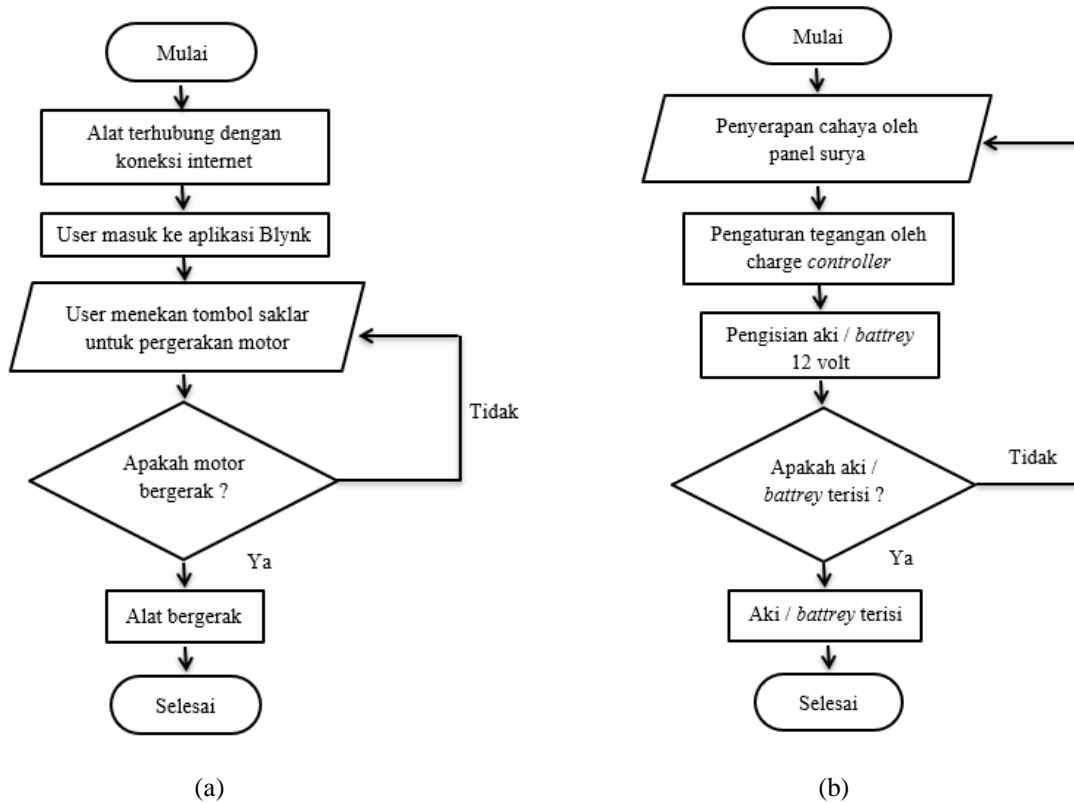 Mulai
Alat terhubung dengan
koneksi internet
User masuk ke aplikasi Blynk
User menekan tombol saklar
untuk pergerakan motor
Tidak
Apakah motor
bergerak ?
Ya
Alat bergerak
Selesai
(a)
Mulai
Penyerapan cahaya oleh
panel surya
Pengaturan tegangan oleh
charge controller
Pengisian aki / battrey
12 volt
Tidak
Apakah aki /
battrey terisi ?
Ya
Aki / battrey terisi
Selesai
(b)